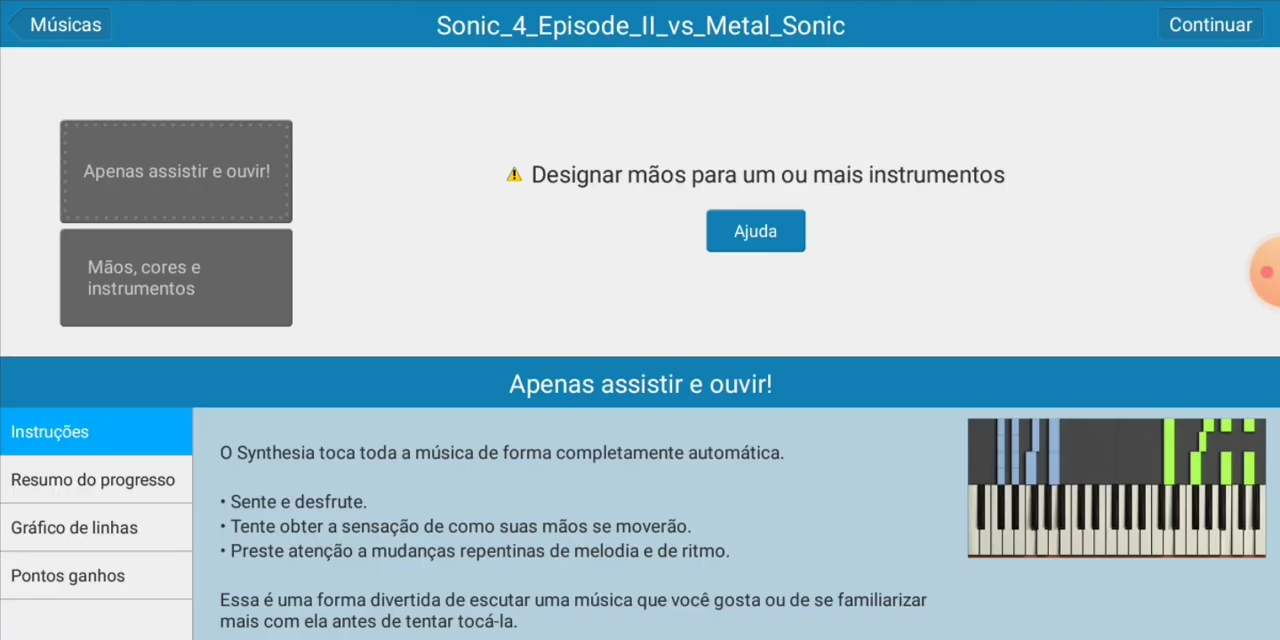 Músicas
Sonic_4_Episode_II_vs_Metal_Sonic
Continuar
Apenas assistir e ouvir!
Mãos, cores e
instrumentos
Designar mãos para um ou mais instrumentos
Ajuda
Apenas assistir e ouvir!
Instruções
Resumo do progresso
Gráfico de linhas
Pontos ganhos
O Synthesia toca toda a música de forma completamente automática.
• Sente e desfrute.
• Tente obter a sensação de como suas mãos se moverão.
• Preste atenção a mudanças repentinas de melodia e de ritmo.
Essa é uma forma divertida de escutar uma música que você gosta ou de se familiarizar
mais com ela antes de tentar tocá-la.